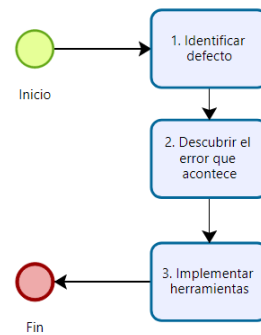 Inicio
1. Identificar
defecto
2. Descubrir el
error que
acontece
3. Implementar
herramientas
Fin